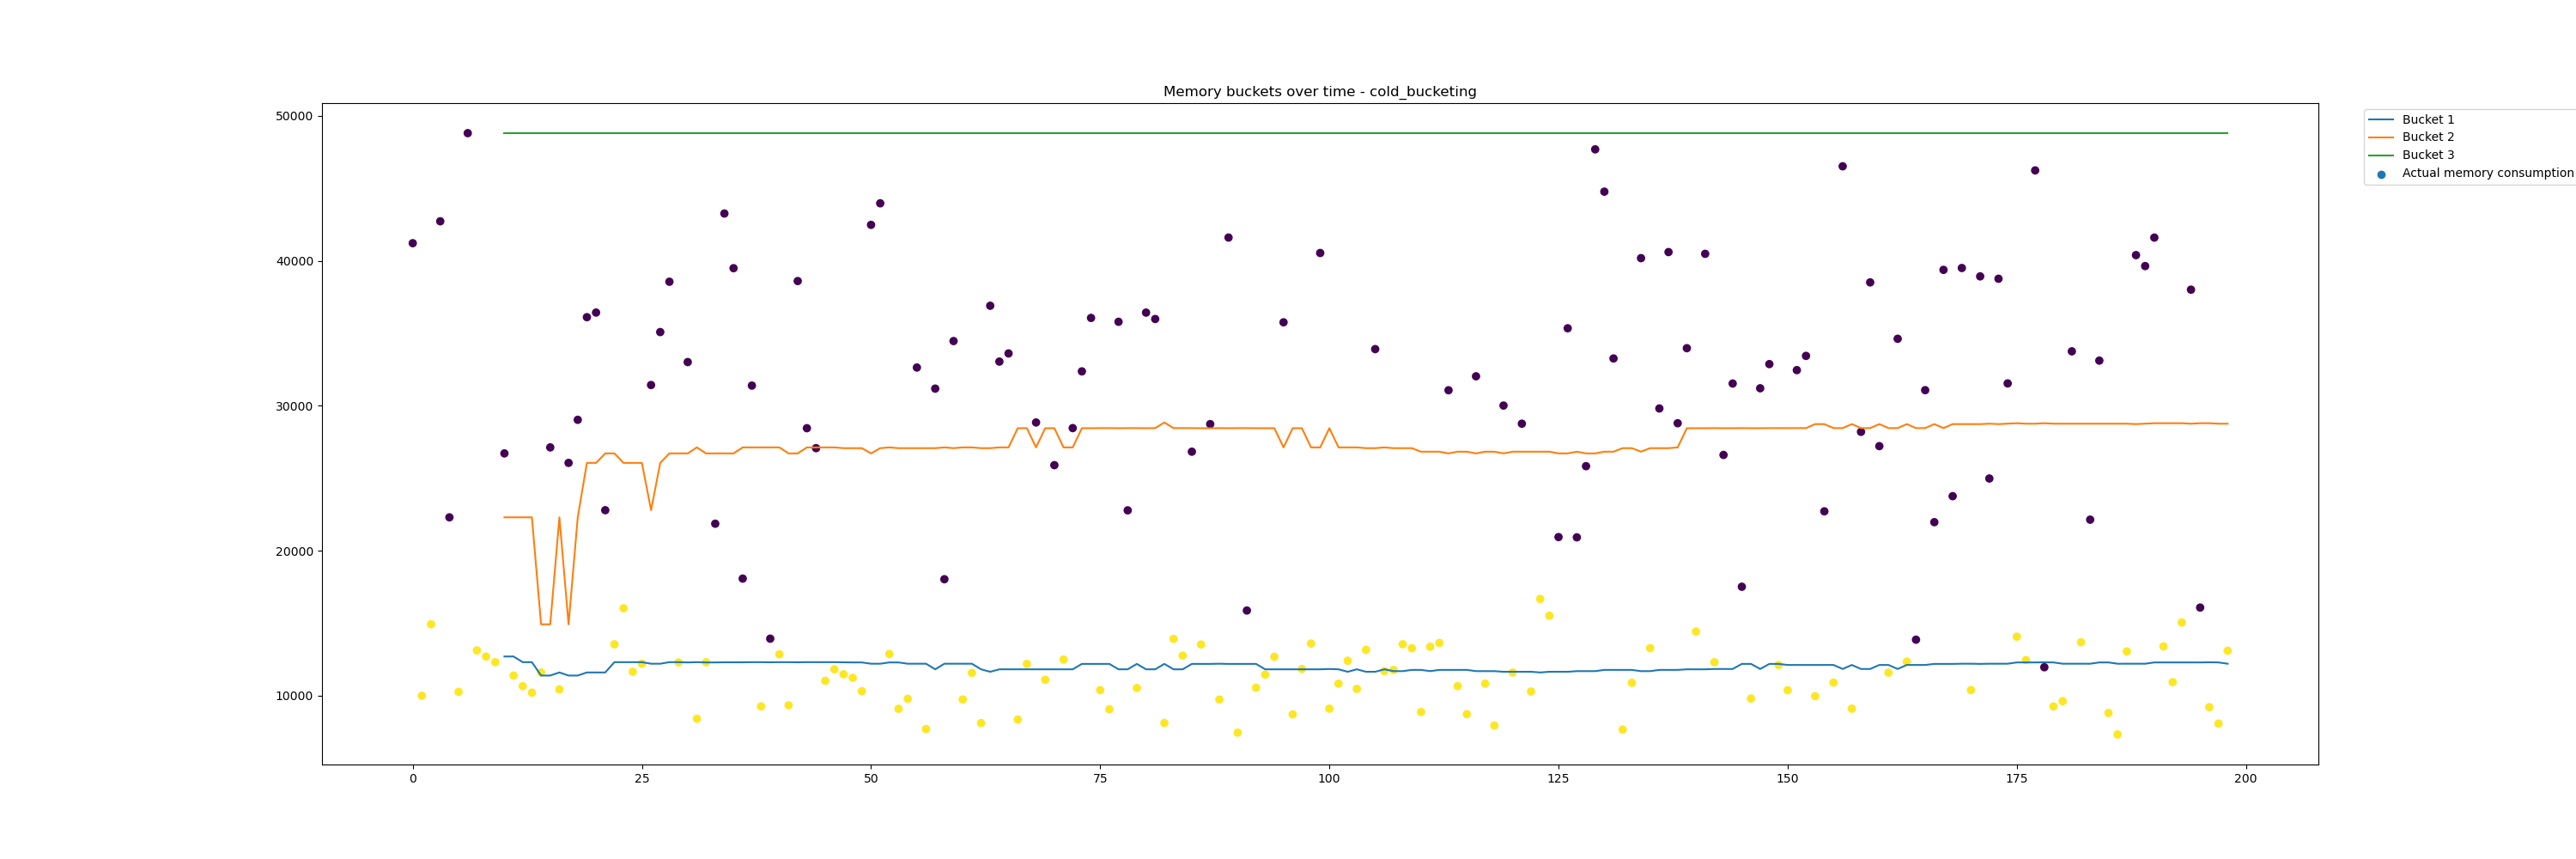 Memory buckets over time - cold_bucketing
50000
40000
30000
20000
10000
0 25 50 75 100 125 150 175 200
Bucket 1
Bucket 2
Bucket 3
Actual memory consumption